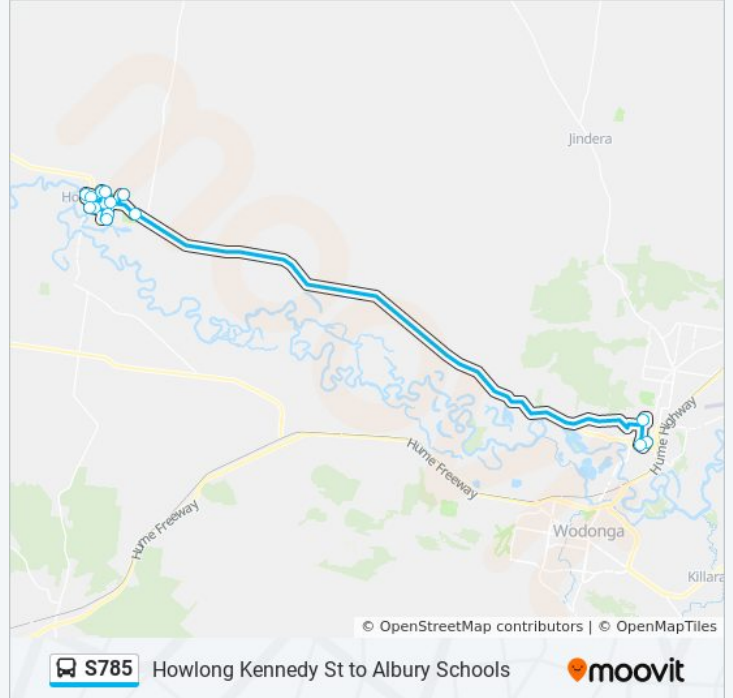 Jindera
Ho
Hume Highway
Hume Freeway
Wodonga
Hume Freeway
Killara
© OpenStreetMap contributors | © OpenMapTiles
S785 Howlong Kennedy St to Albury Schools moovit